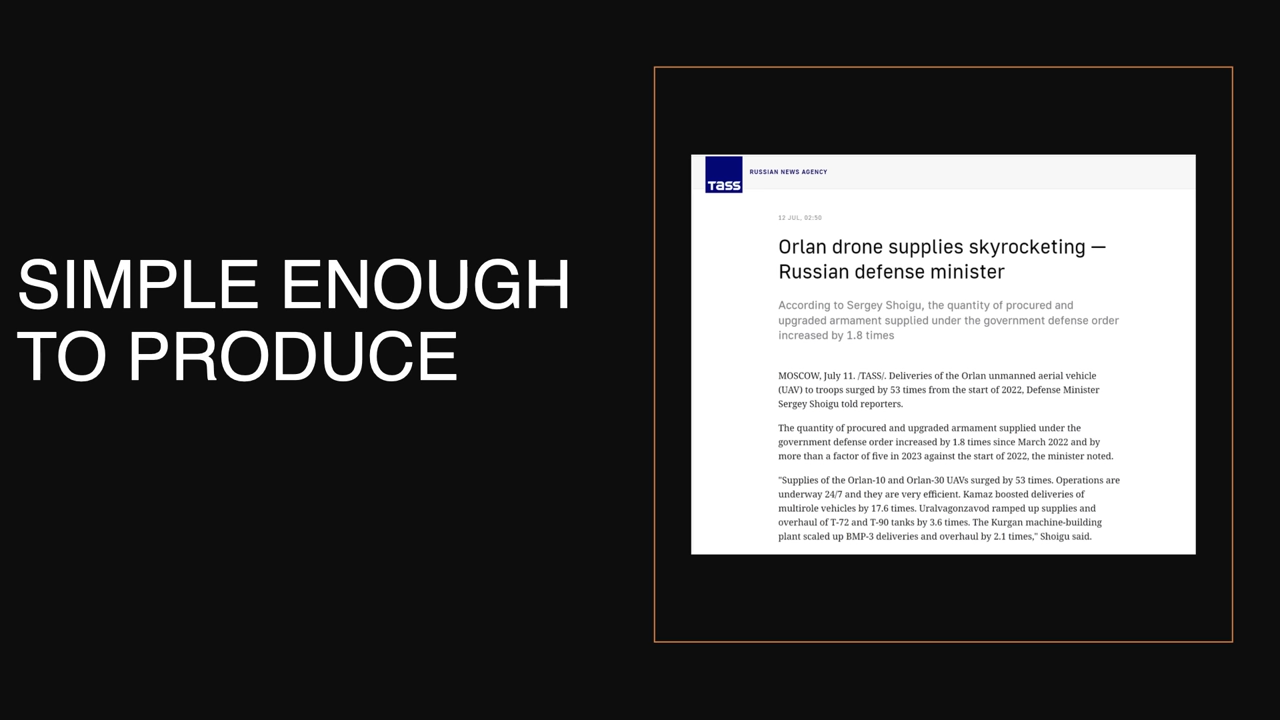 SIMPLE ENOUGH
TO PRODUCE
TASS
RUSSIAN NEWS AGENCY
12 JUL, 02:50
Orlan drone supplies skyrocketing —
Russian defense minister
According to Sergey Shoigu, the quantity of procured and
upgraded armament supplied under the government defense order
increased by 1.8 times
MOSCOW, July 11. /TASS/. Deliveries of the Orlan unmanned aerial vehicle
(UAV) to troops surged by 53 times from the start of 2022, Defense Minister
Sergey Shoigu told reporters.
The quantity of procured and upgraded armament supplied under the
government defense order increased by 1.8 times since March 2022 and by
more than a factor of five in 2023 against the start of 2022, the minister noted.
"Supplies of the Orlan-10 and Orlan-30 UAVs surged by 53 times. Operations are
underway 24/7 and they are very efficient. Kamaz boosted deliveries of
multirole vehicles by 17.6 times. Uralvagonzavod ramped up supplies and
overhaul of T-72 and T-90 tanks by 3.6 times. The Kurgan machine-building
plant scaled up BMP-3 deliveries and overhaul by 2.1 times," Shoigu said.